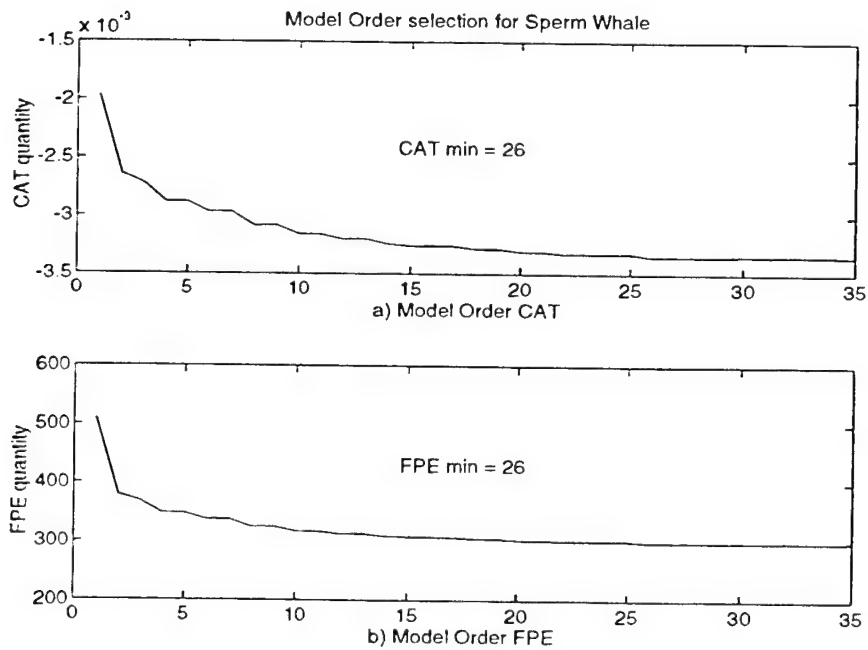 Model Order selection for Sperm Whale
x 10^-3
-1.5
-2
-2.5
-3
-3.5
CAT quantity
CAT min = 26
0 5 10 15 20 25 30 35
a) Model Order CAT
600
500
400
300
200
FPE quantity
FPE min = 26
0 5 10 15 20 25 30 35
b) Model Order FPE